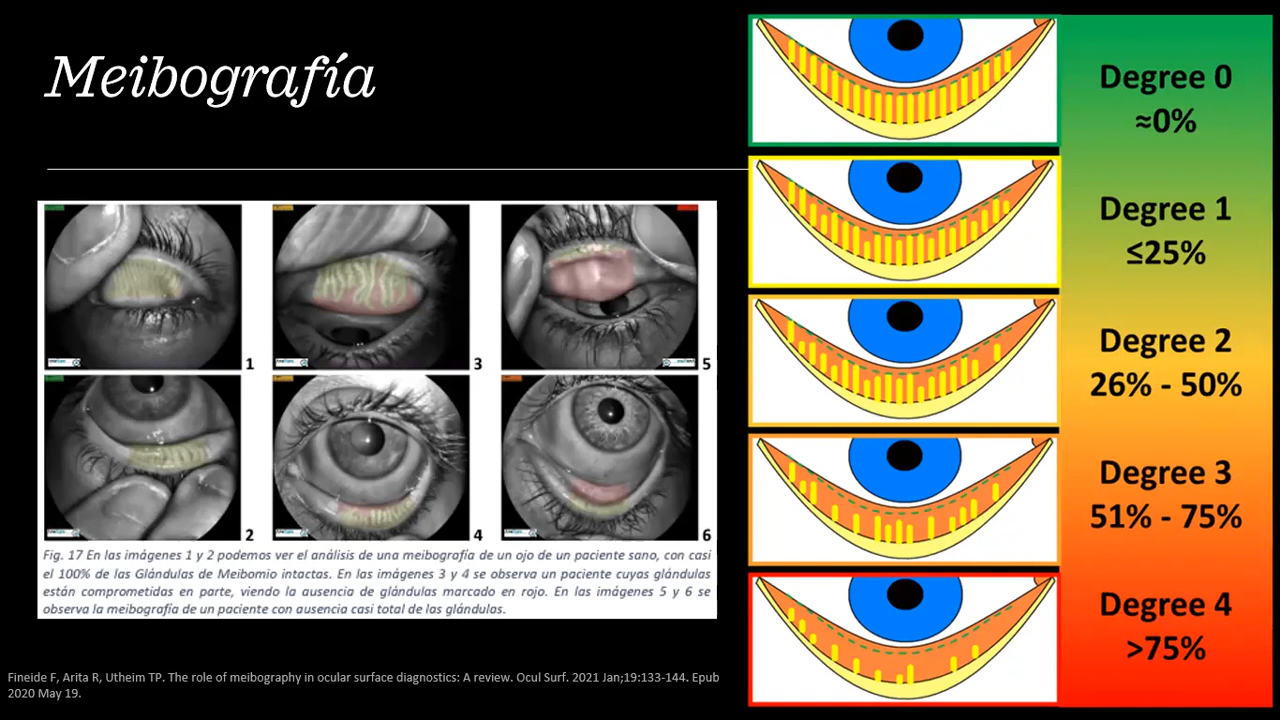 Meibografía
1
3
5
2
4
6
Fig. 17 En las imágenes 1 y 2 podemos ver el análisis de una meibografía de un ojo de un paciente sano, con casi
el 100% de las Glándulas de Meibomio intactas. En las imágenes 3 y 4 se observa un paciente cuyas glándulas
están comprometidas en parte, viendo la ausencia de glándulas marcado en rojo. En las imágenes 5 y 6 se
observa la meibografía de un paciente con ausencia casi total de las glándulas.
Fineide F, Arita R, Utheim TP. The role of meibography in ocular surface diagnostics: A review. Ocul Surf. 2021 Jan;19:133-144. Epub
2020 May 19.
Degree 0
≈0%
Degree 1
≤25%
Degree 2
26% - 50%
Degree 3
51% - 75%
Degree 4
>75%